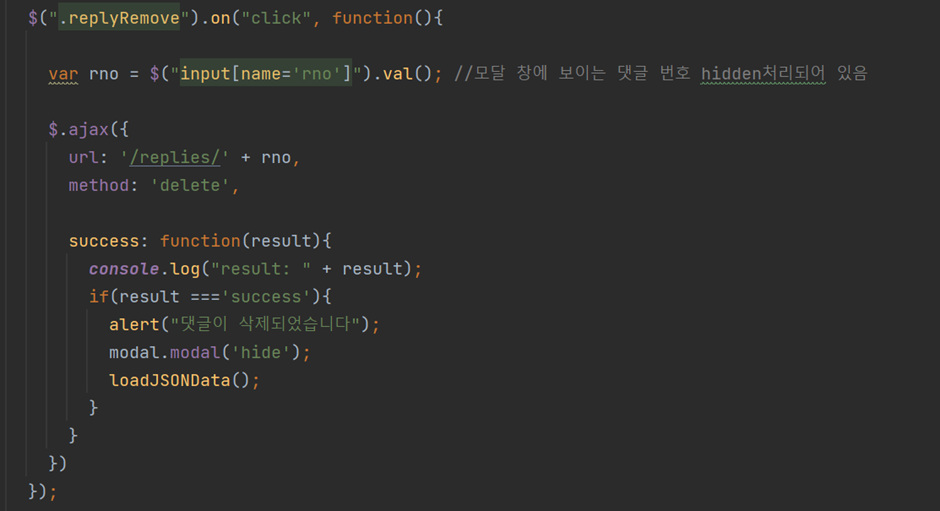 $(".replyRemove").on("click", function(){
var rno = $("input[name='rno']").val(); //모달 창에 보이는 댓글 번호 hidden처리되어 있음
$.ajax({
url: '/replies/' + rno,
method: 'delete',
success: function(result){
console.log("result: " + result);
if(result ==='success'){
alert("댓글이 삭제되었습니다");
modal.modal('hide');
loadJSONData();
}
}
})
});